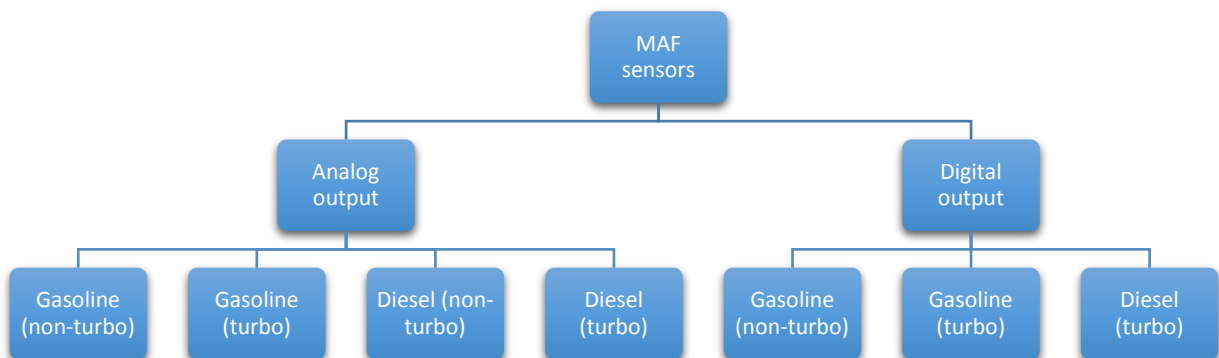 MAF
sensors
Analog
output
Digital
output
Gasoline
(non-turbo)
Gasoline
(turbo)
Diesel (non-
turbo)
Diesel
(turbo)
Gasoline
(non-turbo)
Gasoline
(turbo)
Diesel
(turbo)